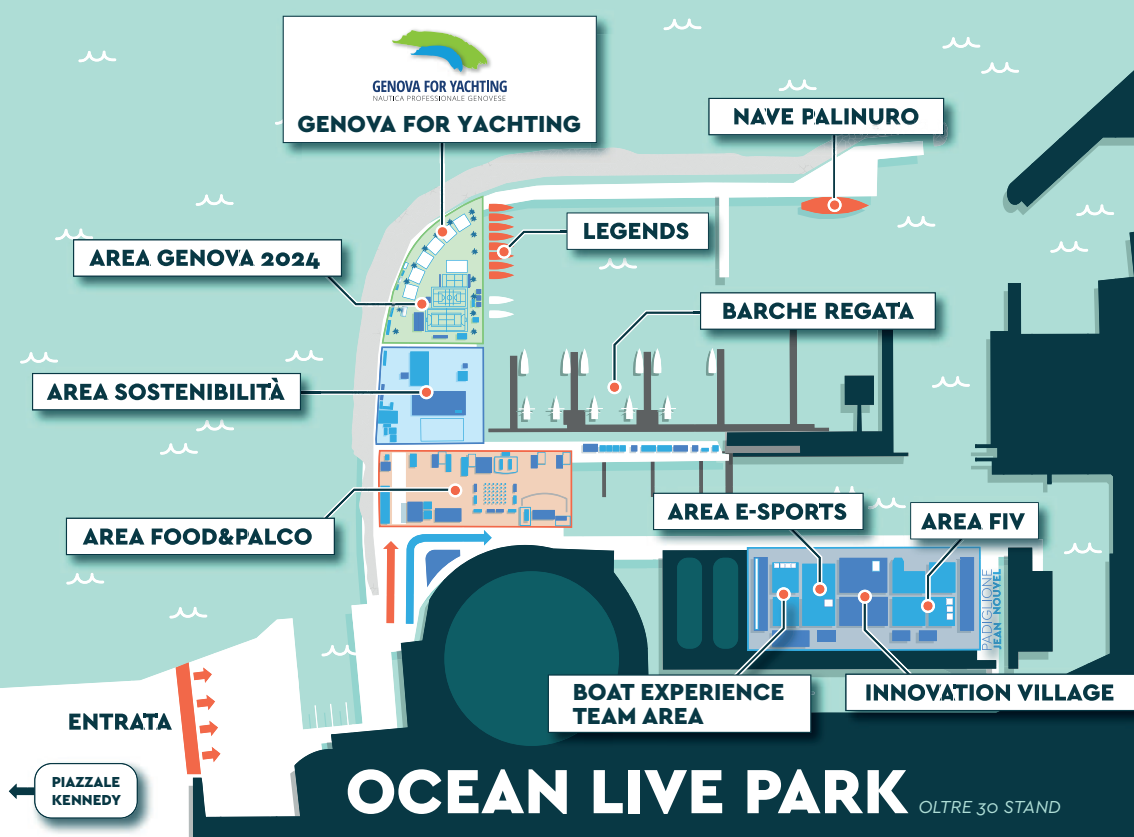 GENOVA FOR YACHTING
NAUTICA PROFESSIONALE GENOVESE
GENOVA FOR YACHTING
NAVE PALINURO
LEGENDS
AREA GENOVA 2024
BARCHE REGATA
AREA SOSTENIBILITÀ
AREA E-SPORTS
AREA FIV
AREA FOOD&PALCO
PADIGLIONE
JEAN NOUVEL
BOAT EXPERIENCE
TEAM AREA
INNOVATION VILLAGE
ENTRATA
PIAZZALE
KENNEDY
OCEAN LIVE PARK
OLTRE 30 STAND